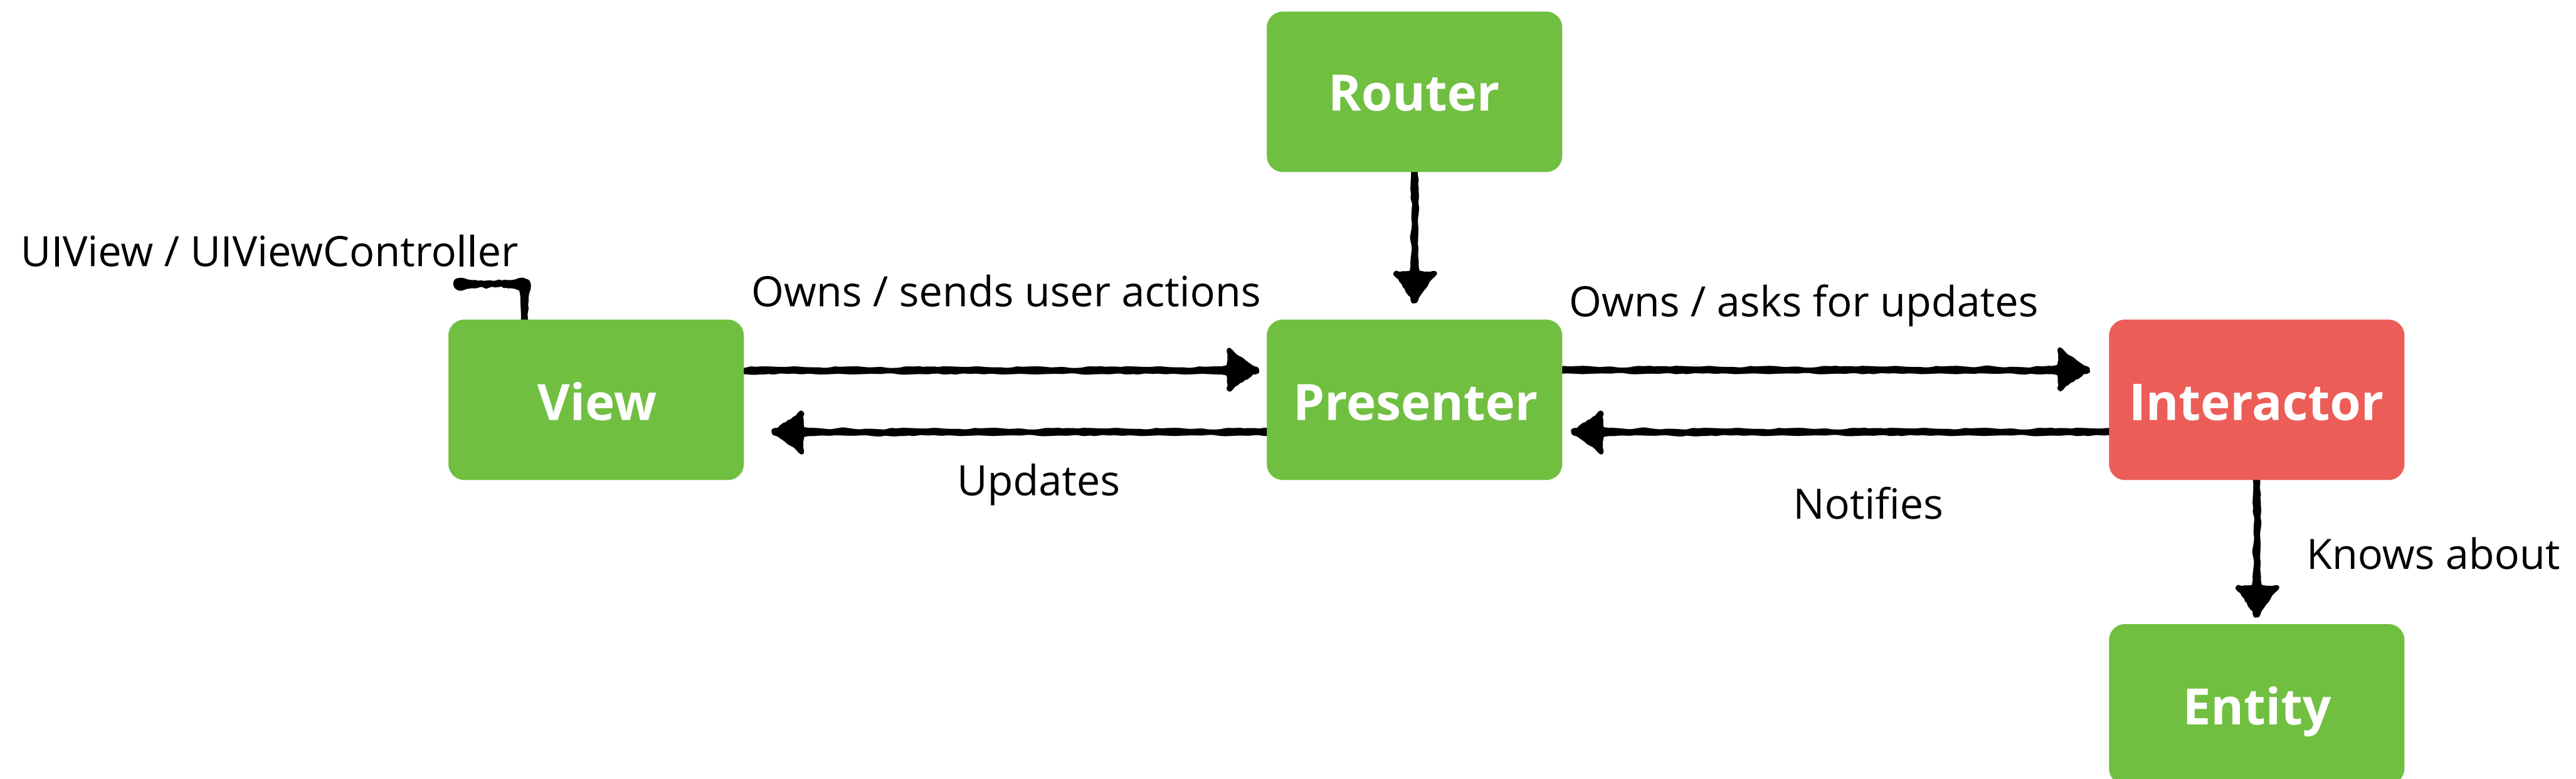 Router
UIView / UIViewController
Owns / sends user actions
Owns / asks for updates
View
Presenter
Interactor
Updates
Notifies
Knows about
Entity